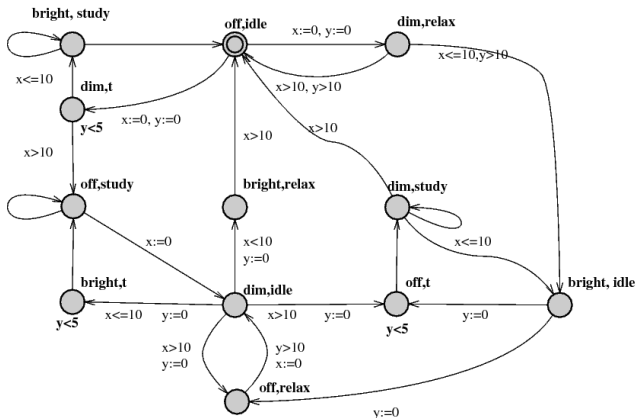 bright, study
off,idle
x:=0, y:=0
dim,relax
x<=10
x<=10,y>10
dim,t
x>10, y>10
y<5
x:=0, y:=0
x>10
x>10
x>10
off,study
bright,relax
dim,study
x:=0
x<10
y:=0
x<=10
bright,t
dim,idle
off,t
bright, idle
y<5
x<=10
y:=0
x>10
y:=0
y<5
y:=0
x>10
y:=0
y>10
x:=0
off,relax
y:=0